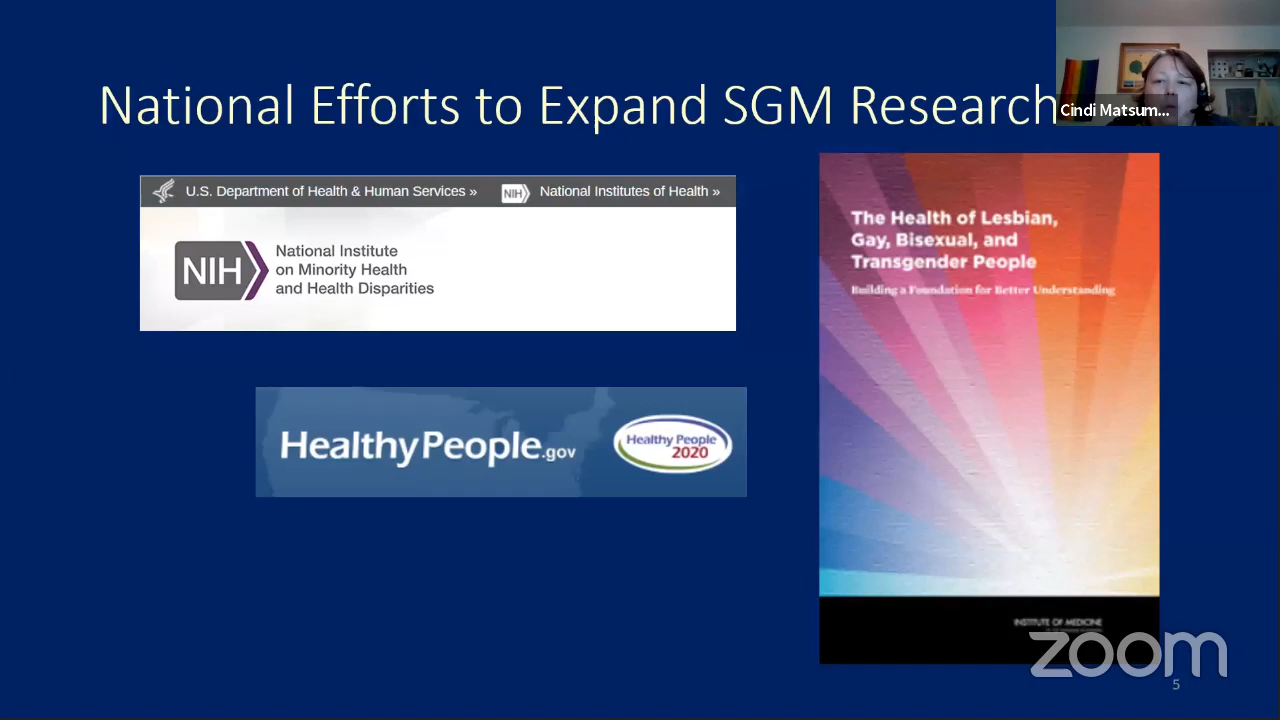 National Efforts to Expand SGM Research
Cindi Matsum...
U.S. Department of Health & Human Services » NIH National Institutes of Health »
NIH
National Institute
on Minority Health
and Health Disparities
The Health of Lesbian,
Gay, Bisexual, and
Transgender People
Building a Foundation for Better Understanding
HealthyPeople.gov
Healthy People
2020
INSTITUTE OF MEDICINE
zoom
5